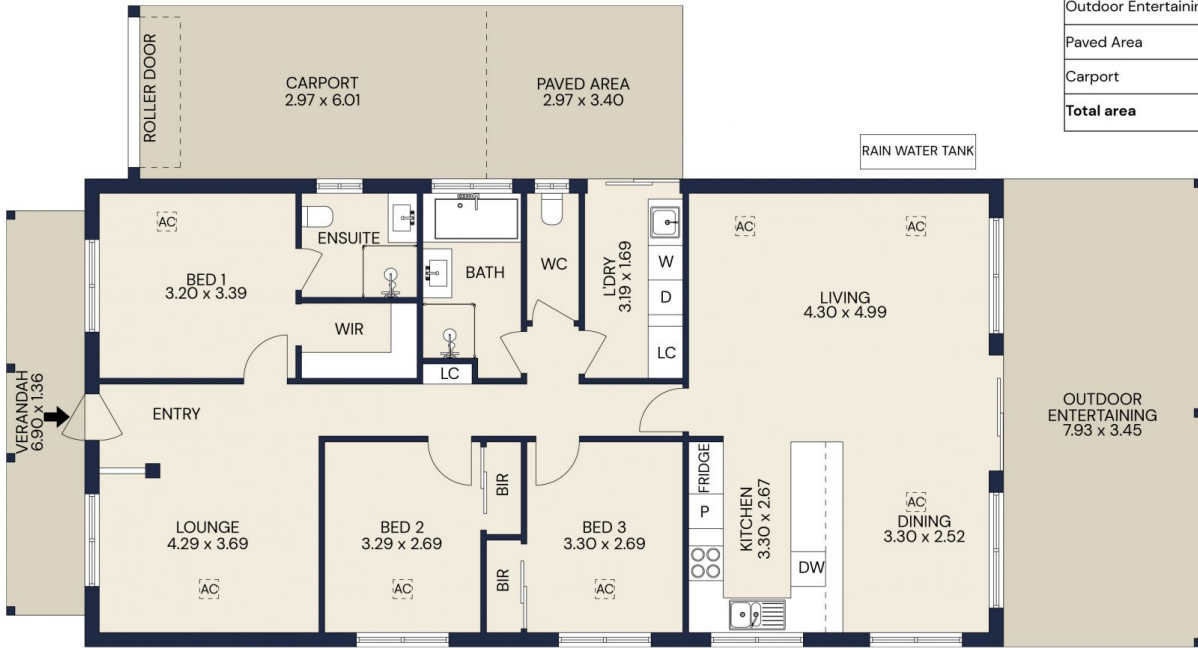 Outdoor Entertaining
Paved Area
Carport
Total area
ROLLER DOOR
CARPORT
2.97 x 6.01
PAVED AREA
2.97 x 3.40
RAIN WATER TANK
AC
BED 1
3.20 x 3.39
ENSUITE
WIR
BATH
LC
WC
L'DRY
3.19 x 1.69
W
D
LC
AC
AC
LIVING
4.30 x 4.99
VERANDAH
6.90 x 1.36
ENTRY
LOUNGE
4.29 x 3.69
AC
BED 2
3.29 x 2.69
AC
BIR
BIR
BED 3
3.30 x 2.69
AC
FRIDGE
P
KITCHEN
3.30 x 2.67
DW
AC
DINING
3.30 x 2.52
OUTDOOR
ENTERTAINING
7.93 x 3.45